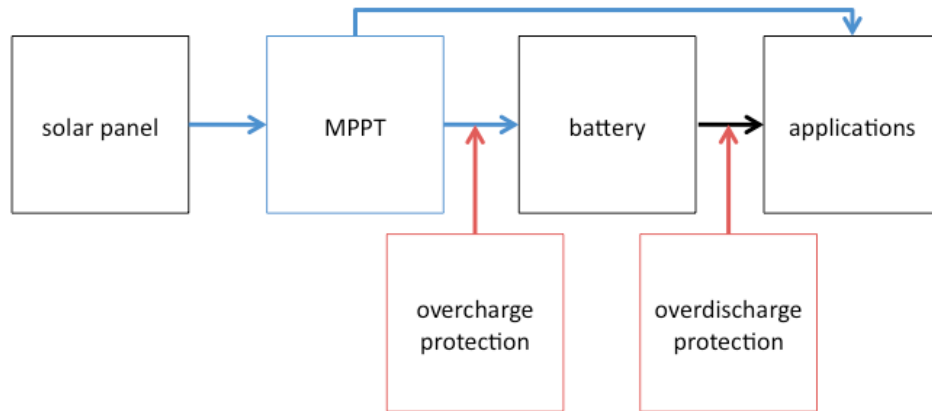 solar panel
MPPT
battery
applications
overcharge
protection
overdischarge
protection